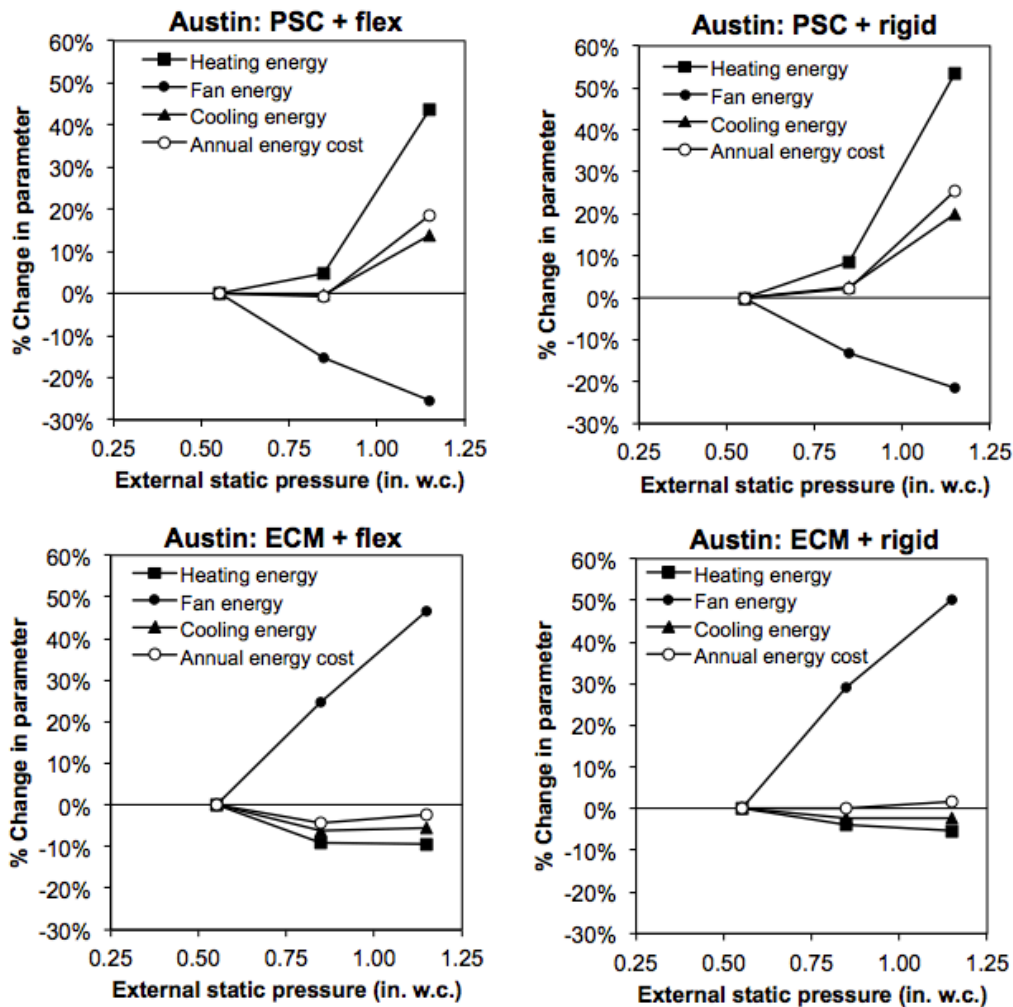 Austin: PSC + flex
60%
50%
40%
30%
20%
10%
0%
-10%
-20%
-30%
% Change in parameter
Heating energy
Fan energy
Cooling energy
Annual energy cost
0.25 0.50 0.75 1.00 1.25
External static pressure (in. w.c.)
Austin: PSC + rigid
60%
50%
40%
30%
20%
10%
0%
-10%
-20%
-30%
% Change in parameter
Heating energy
Fan energy
Cooling energy
Annual energy cost
0.25 0.50 0.75 1.00 1.25
External static pressure (in. w.c.)
Austin: ECM + flex
60%
50%
40%
30%
20%
10%
0%
-10%
-20%
-30%
% Change in parameter
Heating energy
Fan energy
Cooling energy
Annual energy cost
0.25 0.50 0.75 1.00 1.25
External static pressure (in. w.c.)
Austin: ECM + rigid
60%
50%
40%
30%
20%
10%
0%
-10%
-20%
-30%
% Change in parameter
Heating energy
Fan energy
Cooling energy
Annual energy cost
0.25 0.50 0.75 1.00 1.25
External static pressure (in. w.c.)